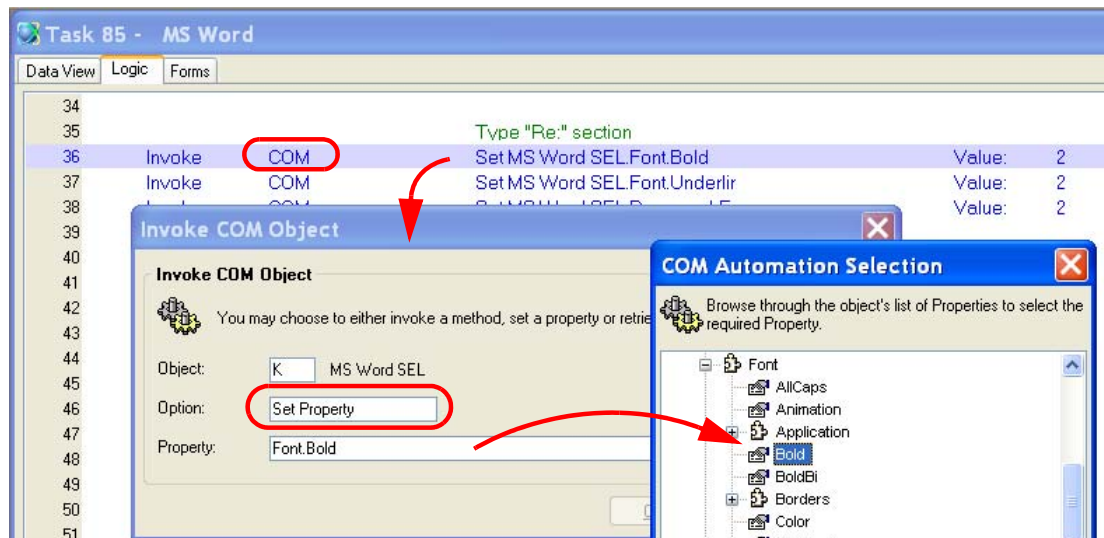 Task 85 - MS Word
Data View Logic Forms
34
35 Type "Re:" section
36 Invoke COM Set MS Word SEL.Font.Bold Value: 2
37 Invoke COM Set MS Word SEL.Font.Underlir Value: 2
38 Value: 2
39
40
41
42
43
44
45
46
47
48
49
50
51
Invoke COM Object
Invoke COM Object
You may choose to either invoke a method, set a property or retrie
Object: K MS Word SEL
Option: Set Property
Property: Font.Bold
COM Automation Selection
Browse through the object's list of Properties to select the
required Property.
Font
AllCaps
Animation
Application
Bold
BoldBi
Borders
Color